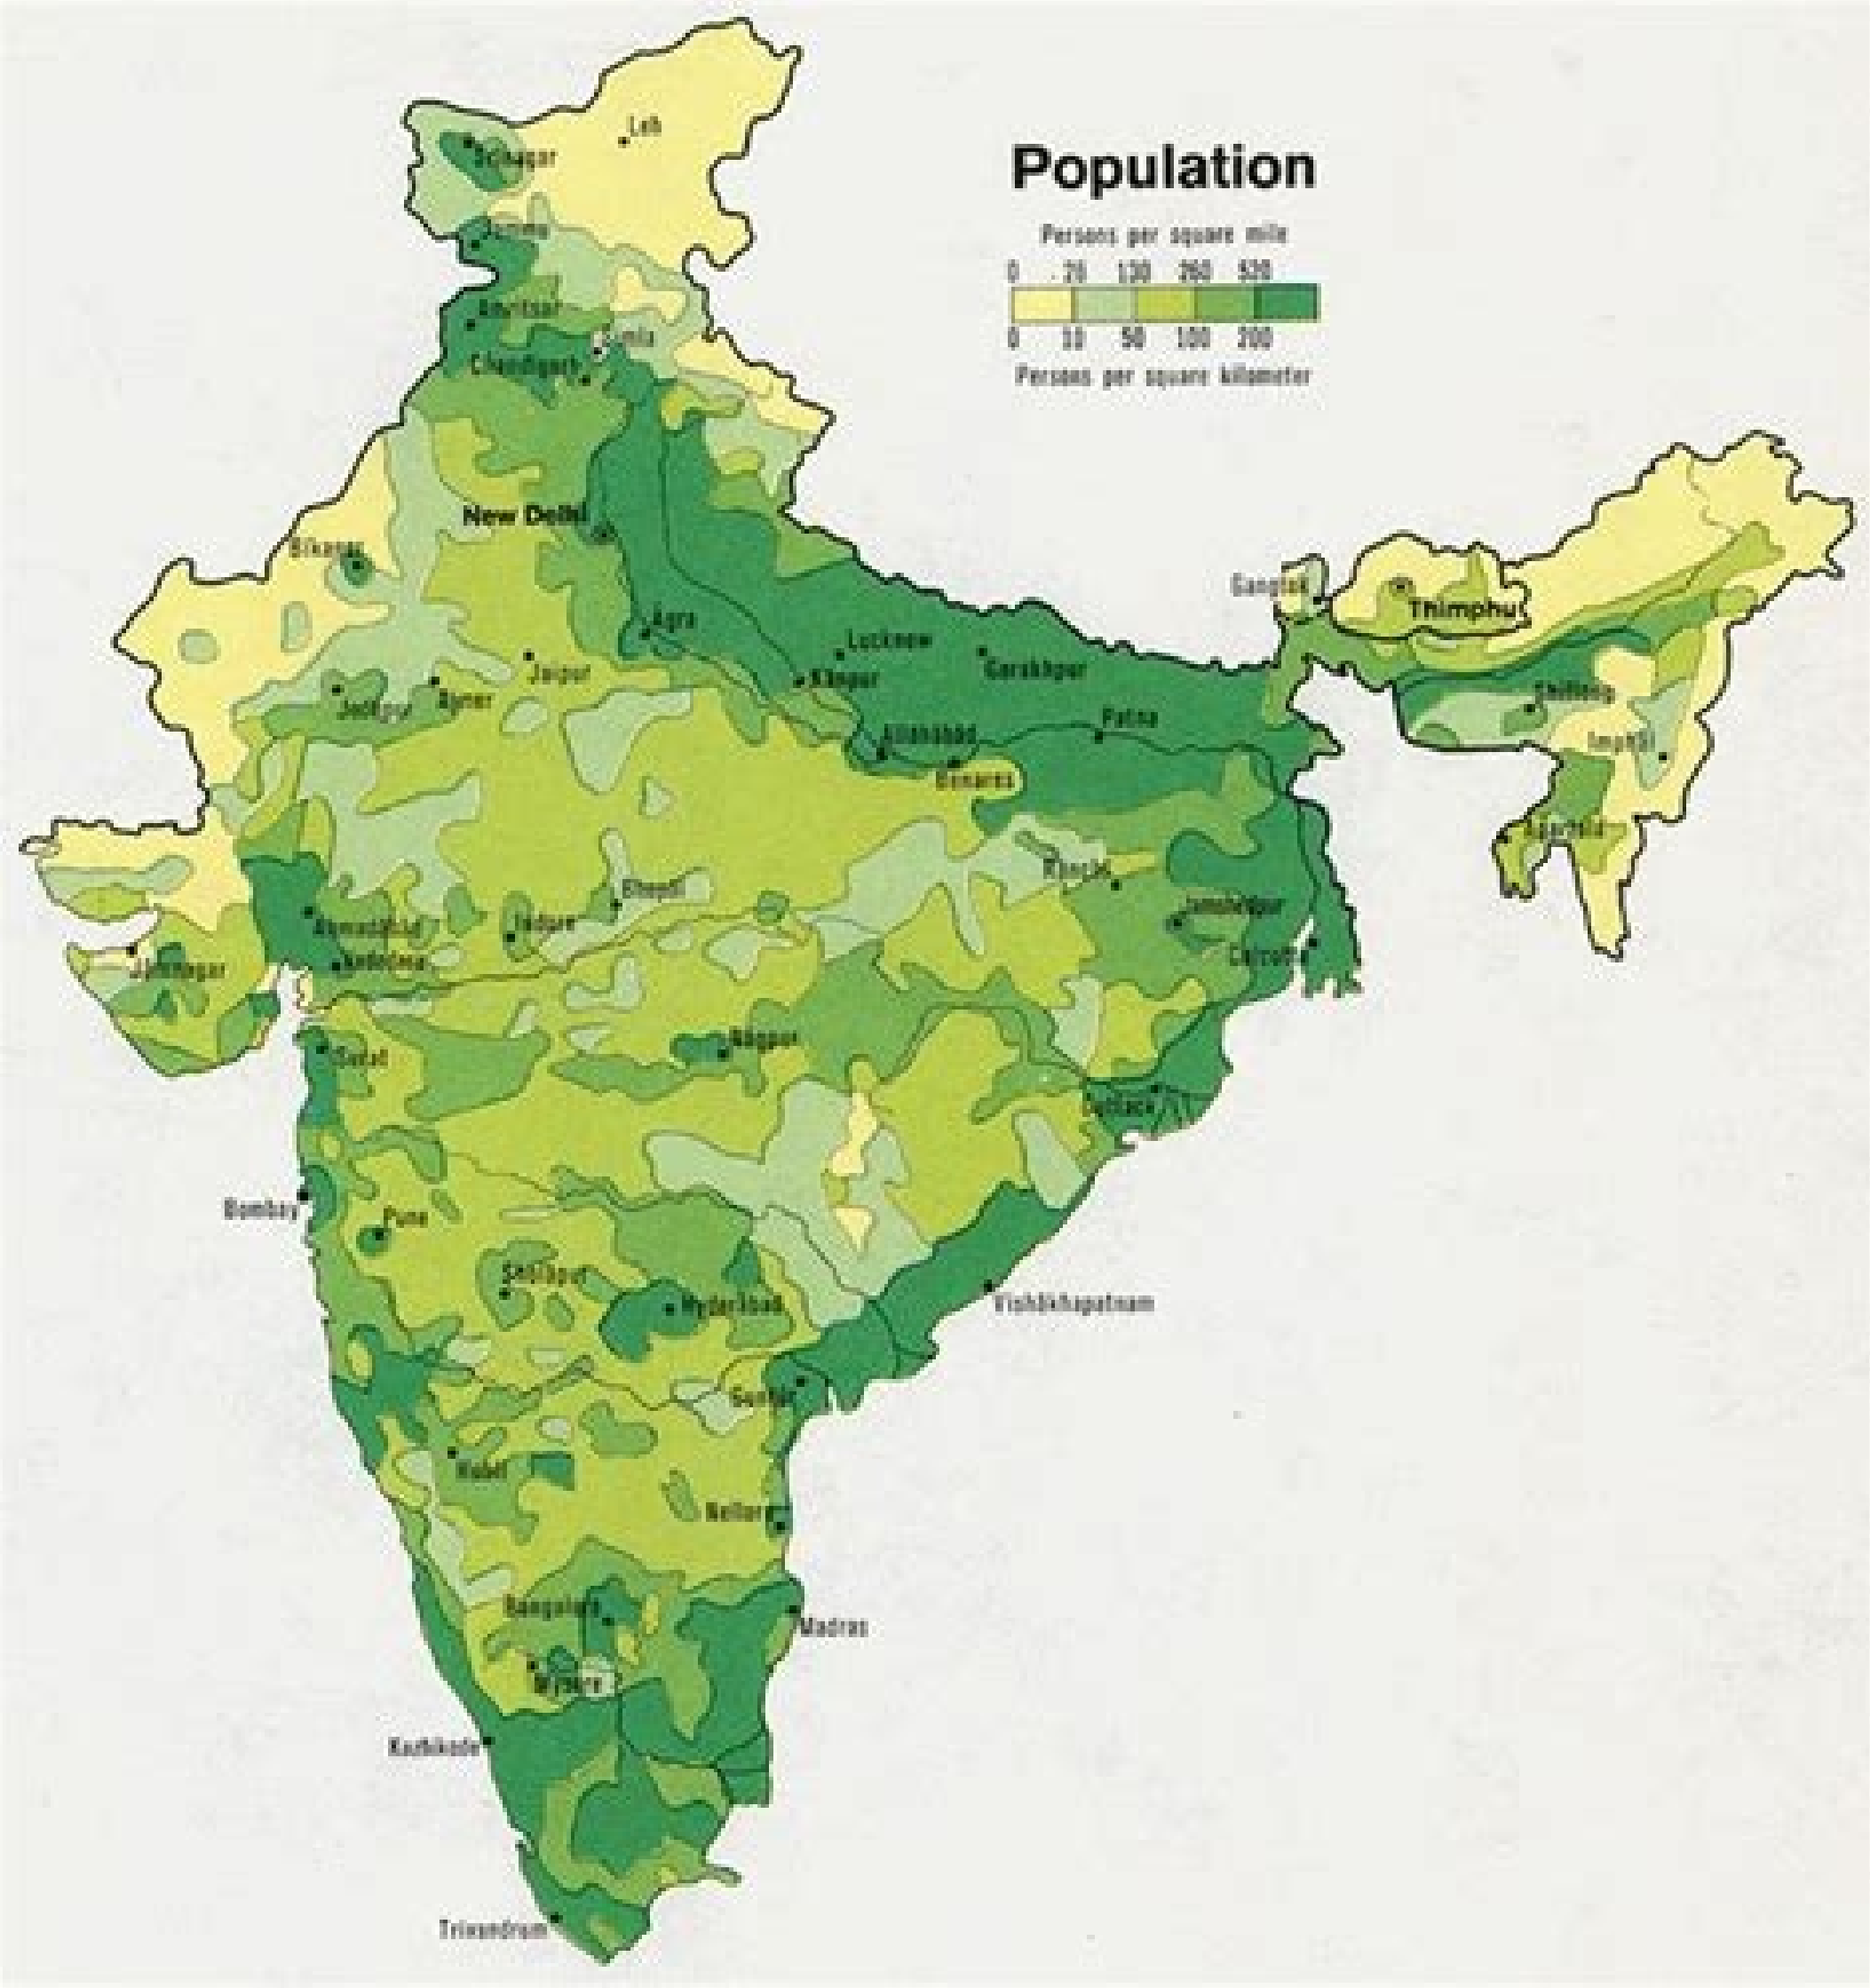 Population
Persons per square mile
0 26 130 260 520
0 10 50 100 200
Persons per square kilometer
Leh
Srinagar
Jammu
Amritsar
Simla
Chandigarh
New Delhi
Bikaner
Gangtok
Thimphu
Agra
Lucknow
Gorakhpur
Jaipur
Kanpur
Jodhpur
Ajmer
Shillong
Patna
Allahabad
Imphal
Benares
Agartala
Ranchi
Bhopal
Jamshedpur
Ahmadabad
Indore
Calcutta
Vadodara
Jamnagar
Nagpur
Surat
Cuttack
Bombay
Pune
Sholapur
Hyderabad
Vishākhapatnam
Guntur
Hubli
Nellore
Bangalore
Madras
Mysore
Kozhikode
Trivandrum